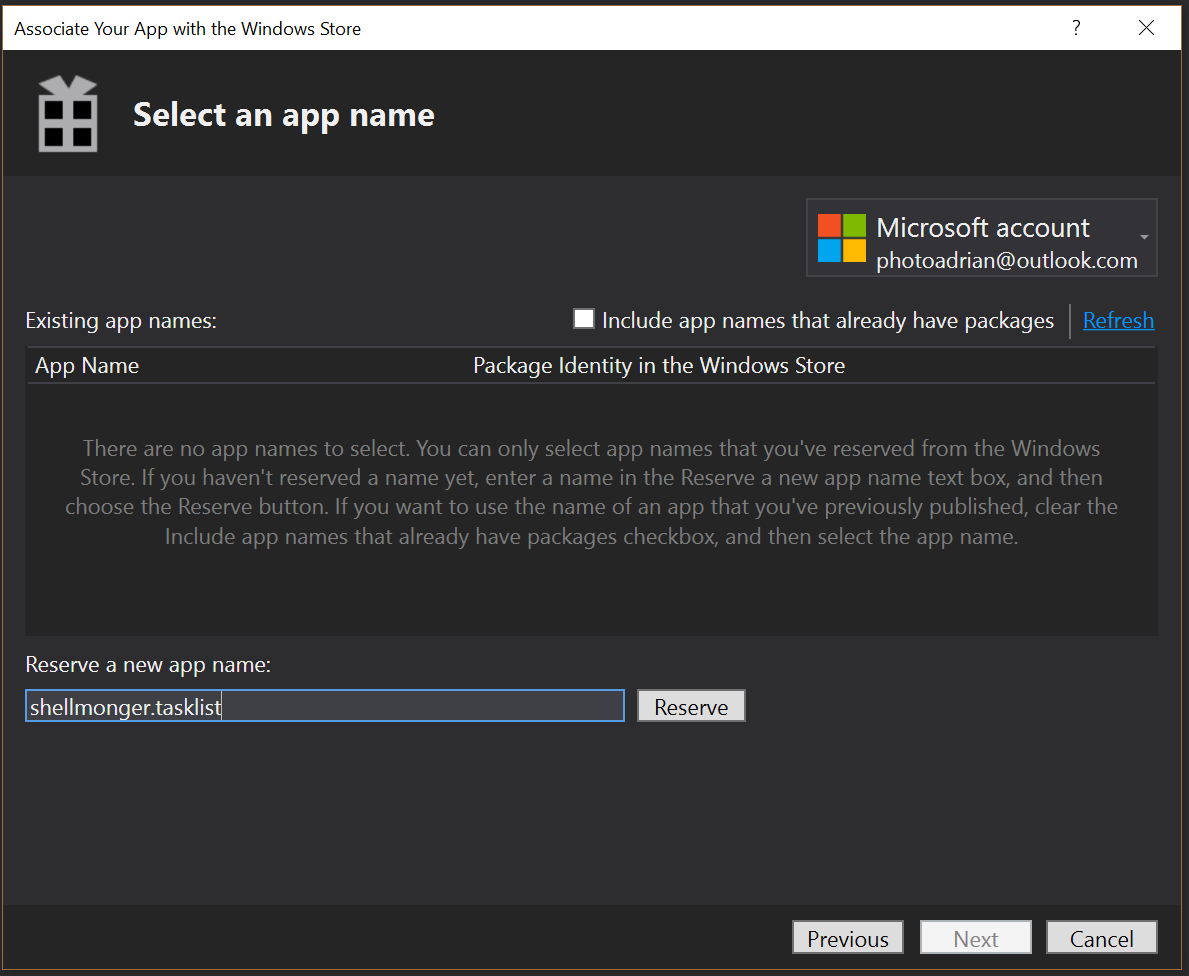 Associate Your App with the Windows Store
?
Select an app name
Microsoft account
photoadrian@outlook.com
Existing app names:
Include app names that already have packages
Refresh
App Name
Package Identity in the Windows Store
There are no app names to select. You can only select app names that you've reserved from the Windows
Store. If you haven't reserved a name yet, enter a name in the Reserve a new app name text box, and then
choose the Reserve button. If you want to use the name of an app that you've previously published, clear the
Include app names that already have packages checkbox, and then select the app name.
Reserve a new app name:
shellmonger.tasklist
Reserve
Previous
Next
Cancel